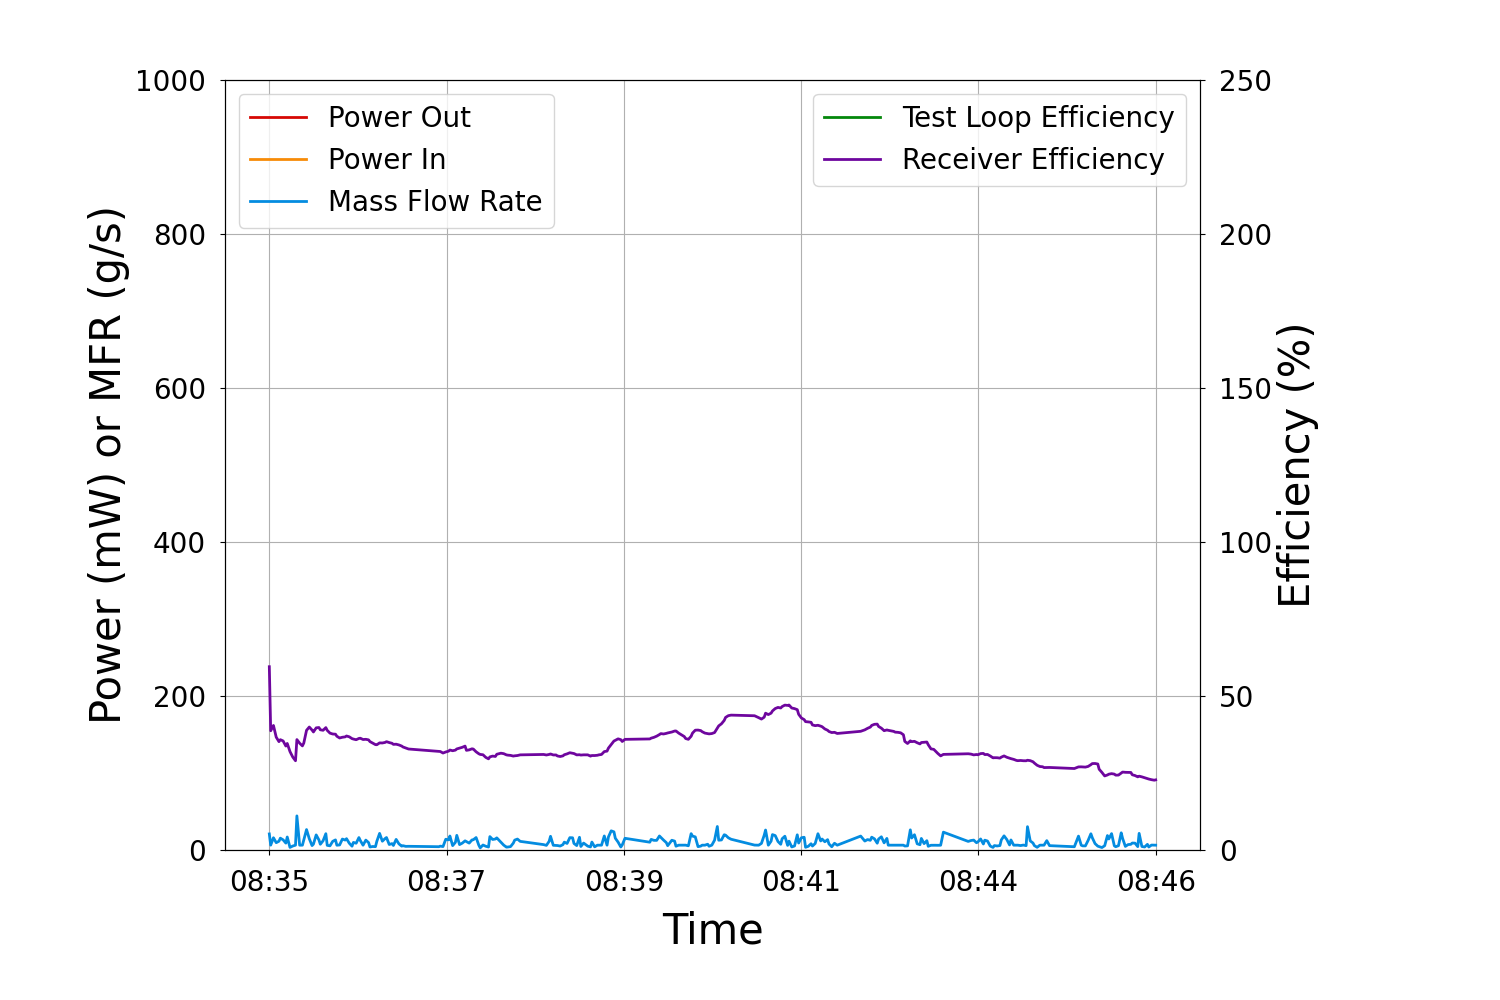 Power (mW) or MFR (g/s)
1000
800
600
400
200
0
Power Out
Power In
Mass Flow Rate
Test Loop Efficiency
Receiver Efficiency
250
200
150
100
50
0
Efficiency (%)
08:35 08:37 08:39 08:41 08:44 08:46
Time